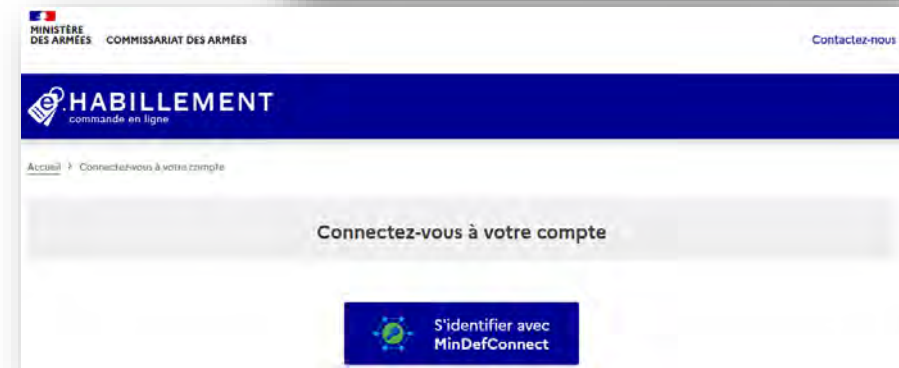 MINISTÈRE
DES ARMÉES
COMMISSARIAT DES ARMÉES
Contactez-nous
e.HABILLEMENT
commande en ligne
Accueil > Connectez-vous à votre compte
Connectez-vous à votre compte
S'identifier avec
MinDefConnect